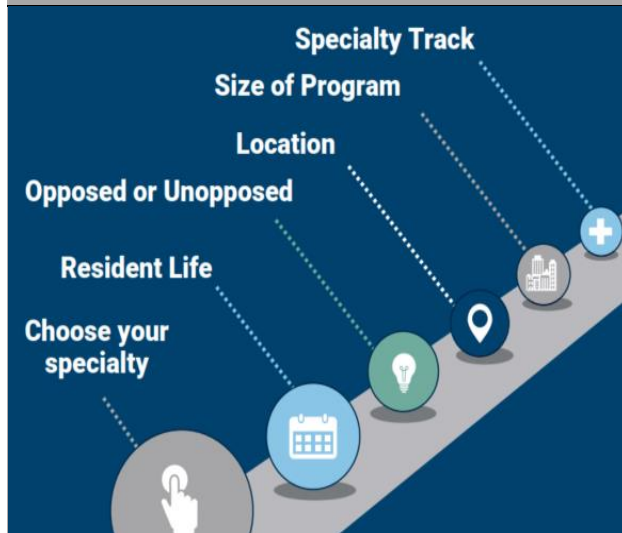 Specialty Track
Size of Program
Location
Opposed or Unopposed
Resident Life
Choose your
specialty